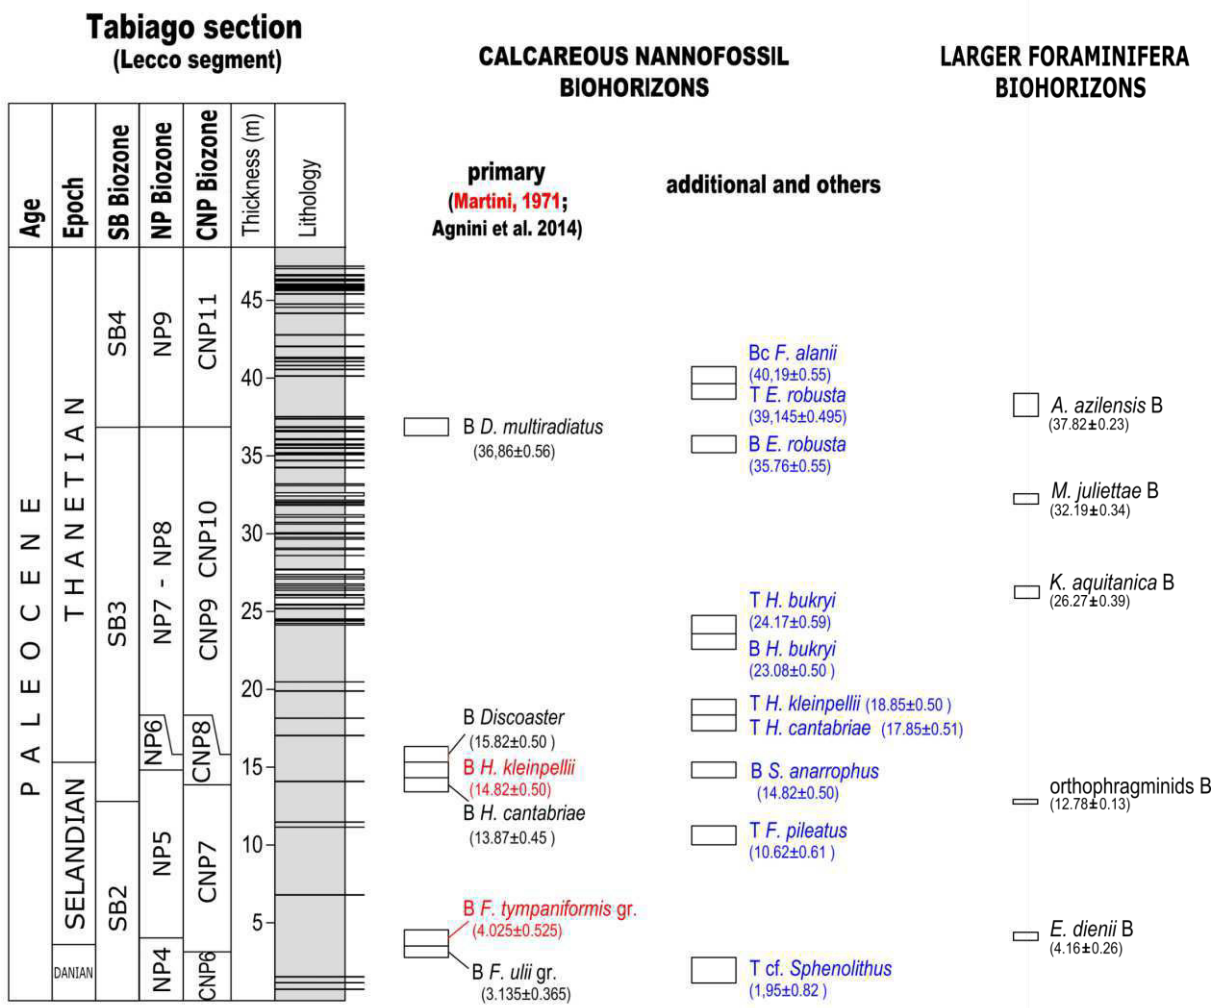 Tabiago section
(Lecco segment)
CALCAREOUS NANNOFOSSIL
BIOHORIZONS
LARGER FORAMINIFERA
BIOHORIZONS
Age
Epoch
SB Biozone
NP Biozone
CNP Biozone
Thickness (m)
Lithology
primary
(Martini, 1971;
Agnini et al. 2014)
additional and others
PALEOCENE
THANETIAN
SELANDIAN
DANIAN
SB4
SB3
SB2
NP9
NP7 - NP8
NP6
NP5
NP4
CNP11
CNP10
CNP9
CNP8
CNP7
CNP6
45
40
35
30
25
20
15
10
5
B D. multiradiatus
(36,86±0.56)
B Discoaster
(15.82±0.50 )
B H. kleinpellii
(14.82±0.50)
B H. cantabriae
(13.87±0.45 )
B F. tympaniformis gr.
(4.025±0.525)
B F. ulii gr.
(3.135±0.365)
Bc F. alanii
(40,19±0.55)
T E. robusta
(39,145±0.495)
B E. robusta
(35.76±0.55)
T H. bukryi
(24.17±0.59)
B H. bukryi
(23.08±0.50 )
T H. kleinpellii (18.85±0.50 )
T H. cantabriae (17.85±0.51)
B S. anarrophus
(14.82±0.50)
T F. pileatus
(10.62±0.61 )
T cf. Sphenolithus
(1,95±0.82 )
A. azilensis B
(37.82±0.23)
M. juliettae B
(32.19±0.34)
K. aquitanica B
(26.27±0.39)
orthophragminids B
(12.78±0.13)
E. dienii B
(4.16±0.26)